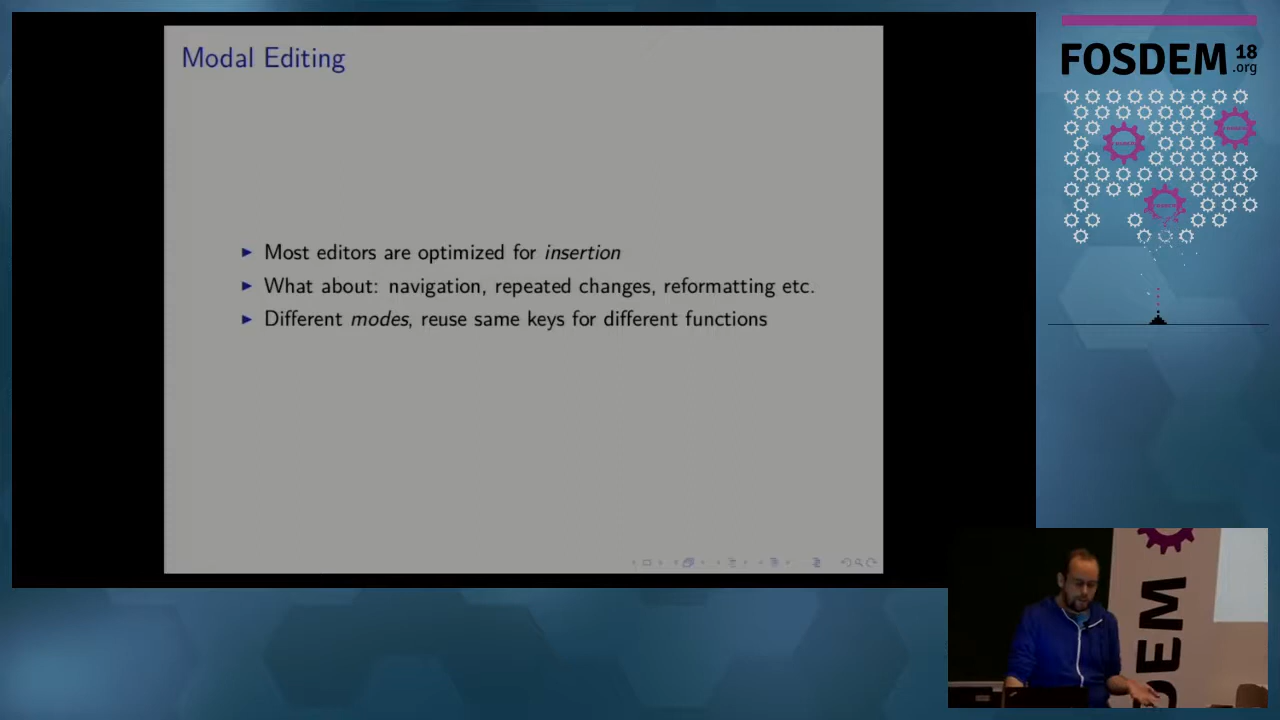 Modal Editing
Most editors are optimized for insertion
What about: navigation, repeated changes, reformatting etc.
Different modes, reuse same keys for different functions
FOSDEM 18
.org
DEM